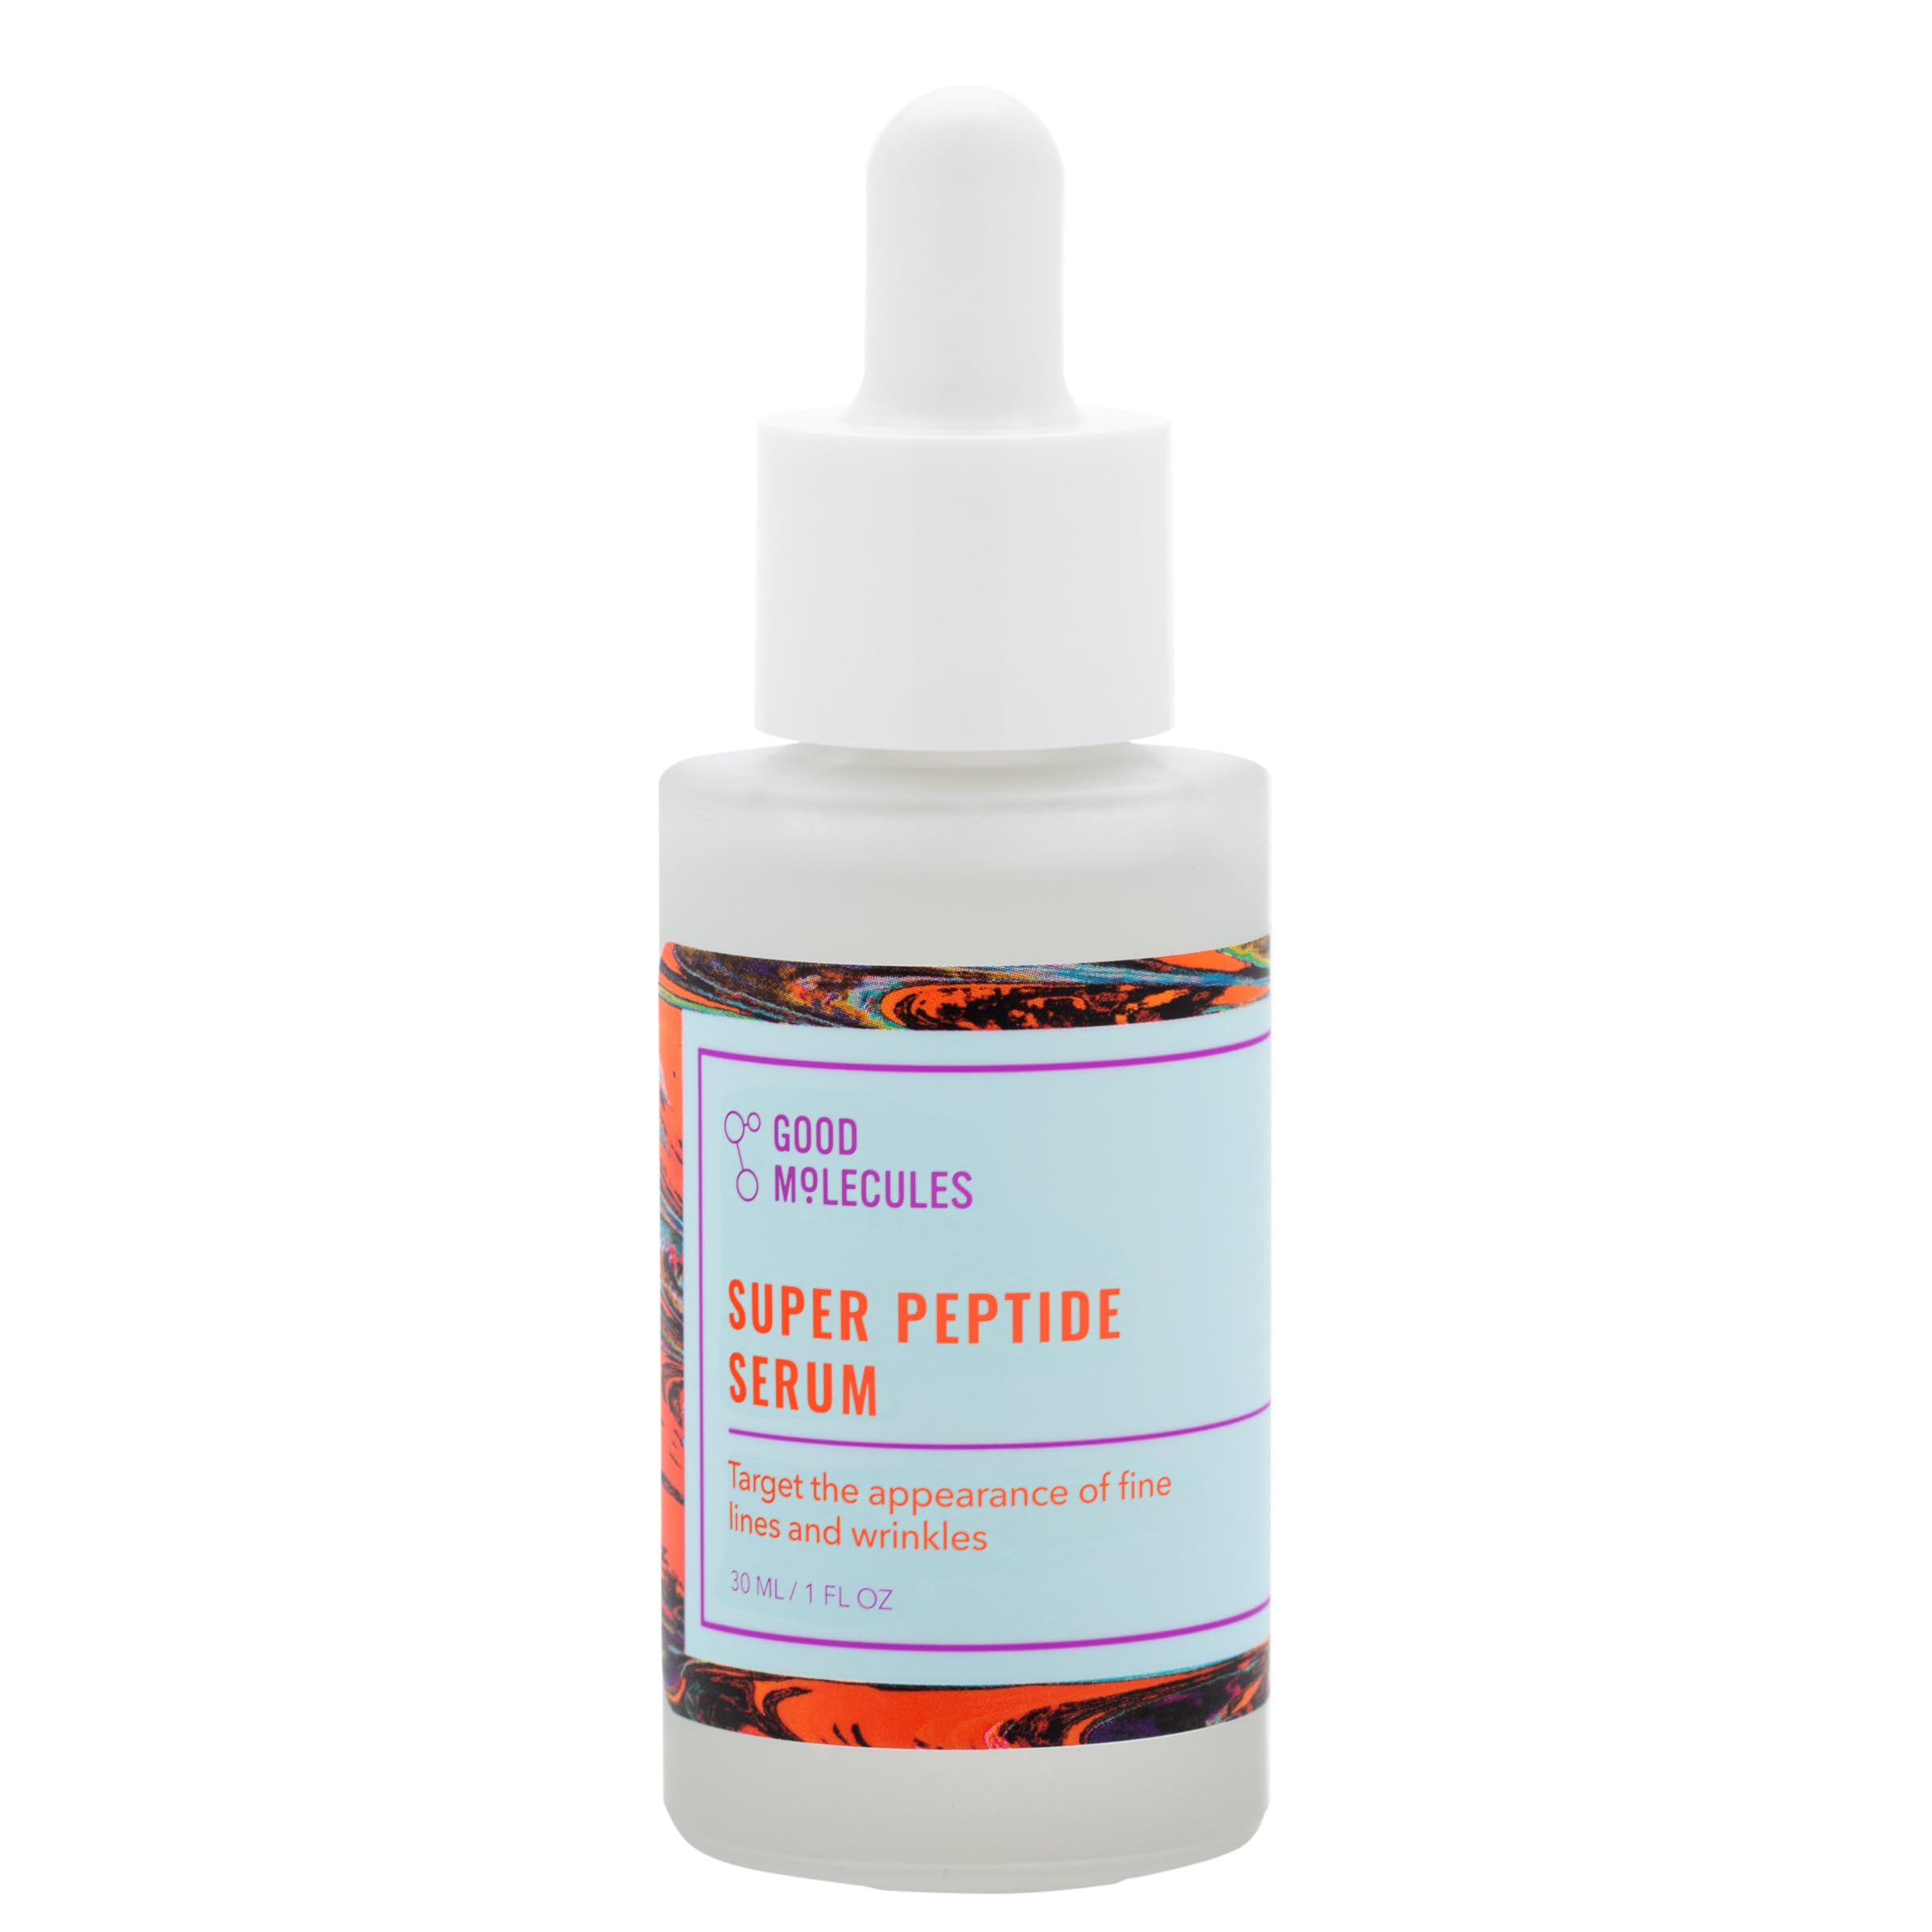 GOOD
MOLECULES
SUPER PEPTIDE
SERUM
Target the appearance of fine
lines and wrinkles
30 ML / 1 FL OZ